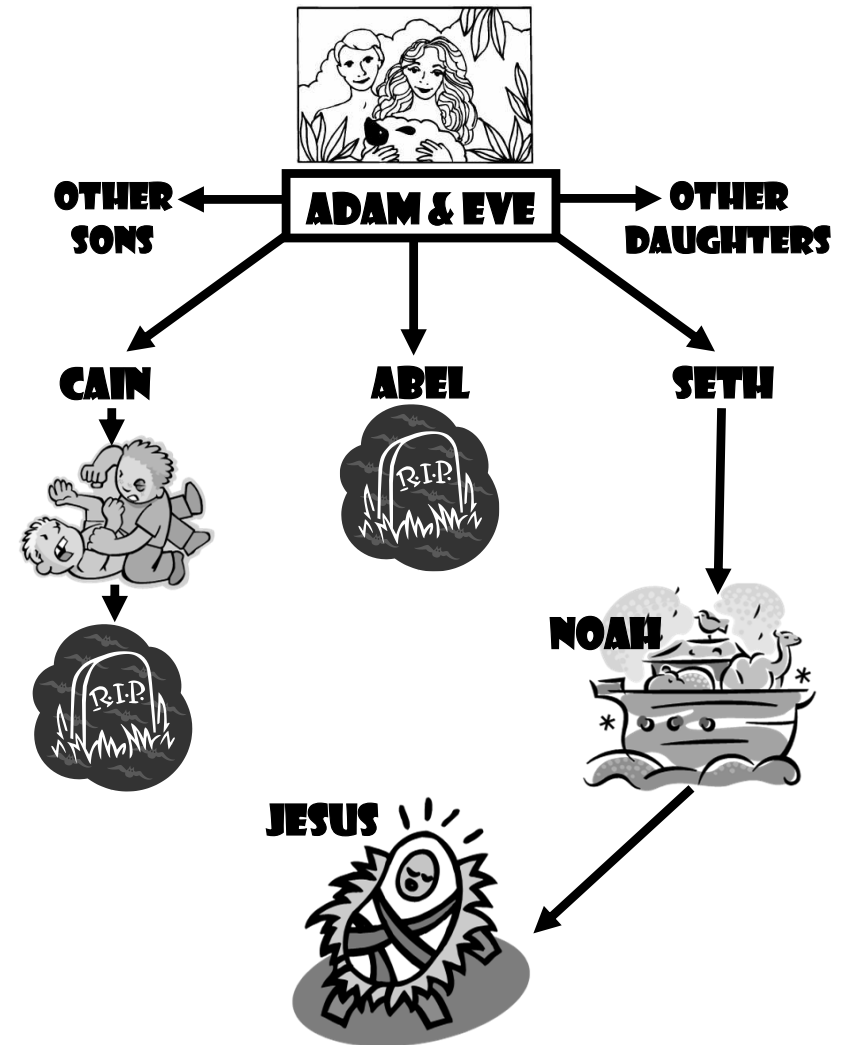 ADAM & EVE
OTHER
SONS
OTHER
DAUGHTERS
CAIN
ABEL
SETH
R.I.P.
NOAH
R.I.P.
JESUS